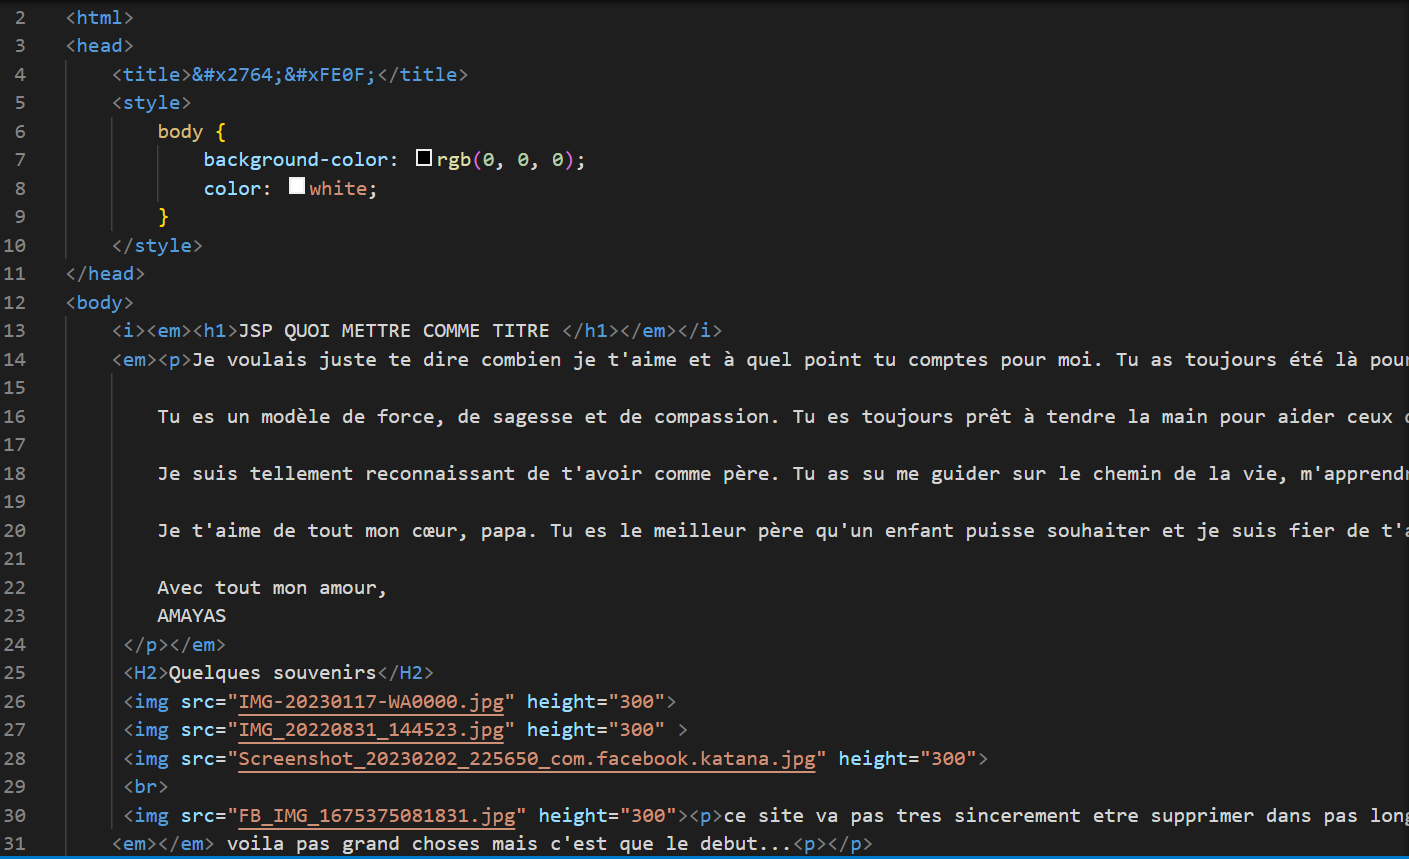 2 <html>
3 <head>
4 <title>&#x2764;&#xFE0F;</title>
5 <style>
6 body {
7 background-color: rgb(0, 0, 0);
8 color: white;
9 }
10 </style>
11 </head>
12 <body>
13 <i><em><h1>JSP QUOI METTRE COMME TITRE </h1></em></i>
14 <em><p>Je voulais juste te dire combien je t'aime et à quel point tu comptes pour moi. Tu as toujours été là pour
15
16 Tu es un modèle de force, de sagesse et de compassion. Tu es toujours prêt à tendre la main pour aider ceux
17
18 Je suis tellement reconnaissant de t'avoir comme père. Tu as su me guider sur le chemin de la vie, m'apprendr
19
20 Je t'aime de tout mon cœur, papa. Tu es le meilleur père qu'un enfant puisse souhaiter et je suis fier de t'a
21
22 Avec tout mon amour,
23 AMAYAS
24 </p></em>
25 <H2>Quelques souvenirs</H2>
26 <img src="IMG-20230117-WA0000.jpg" height="300">
27 <img src="IMG_20220831_144523.jpg" height="300" >
28 <img src="Screenshot_20230202_225650_com.facebook.katana.jpg" height="300">
29 <br>
30 <img src="FB_IMG_1675375081831.jpg" height="300"><p>ce site va pas tres sincerement etre supprimer dans pas long
31 <em></em> voila pas grand choses mais c'est que le debut...<p></p>